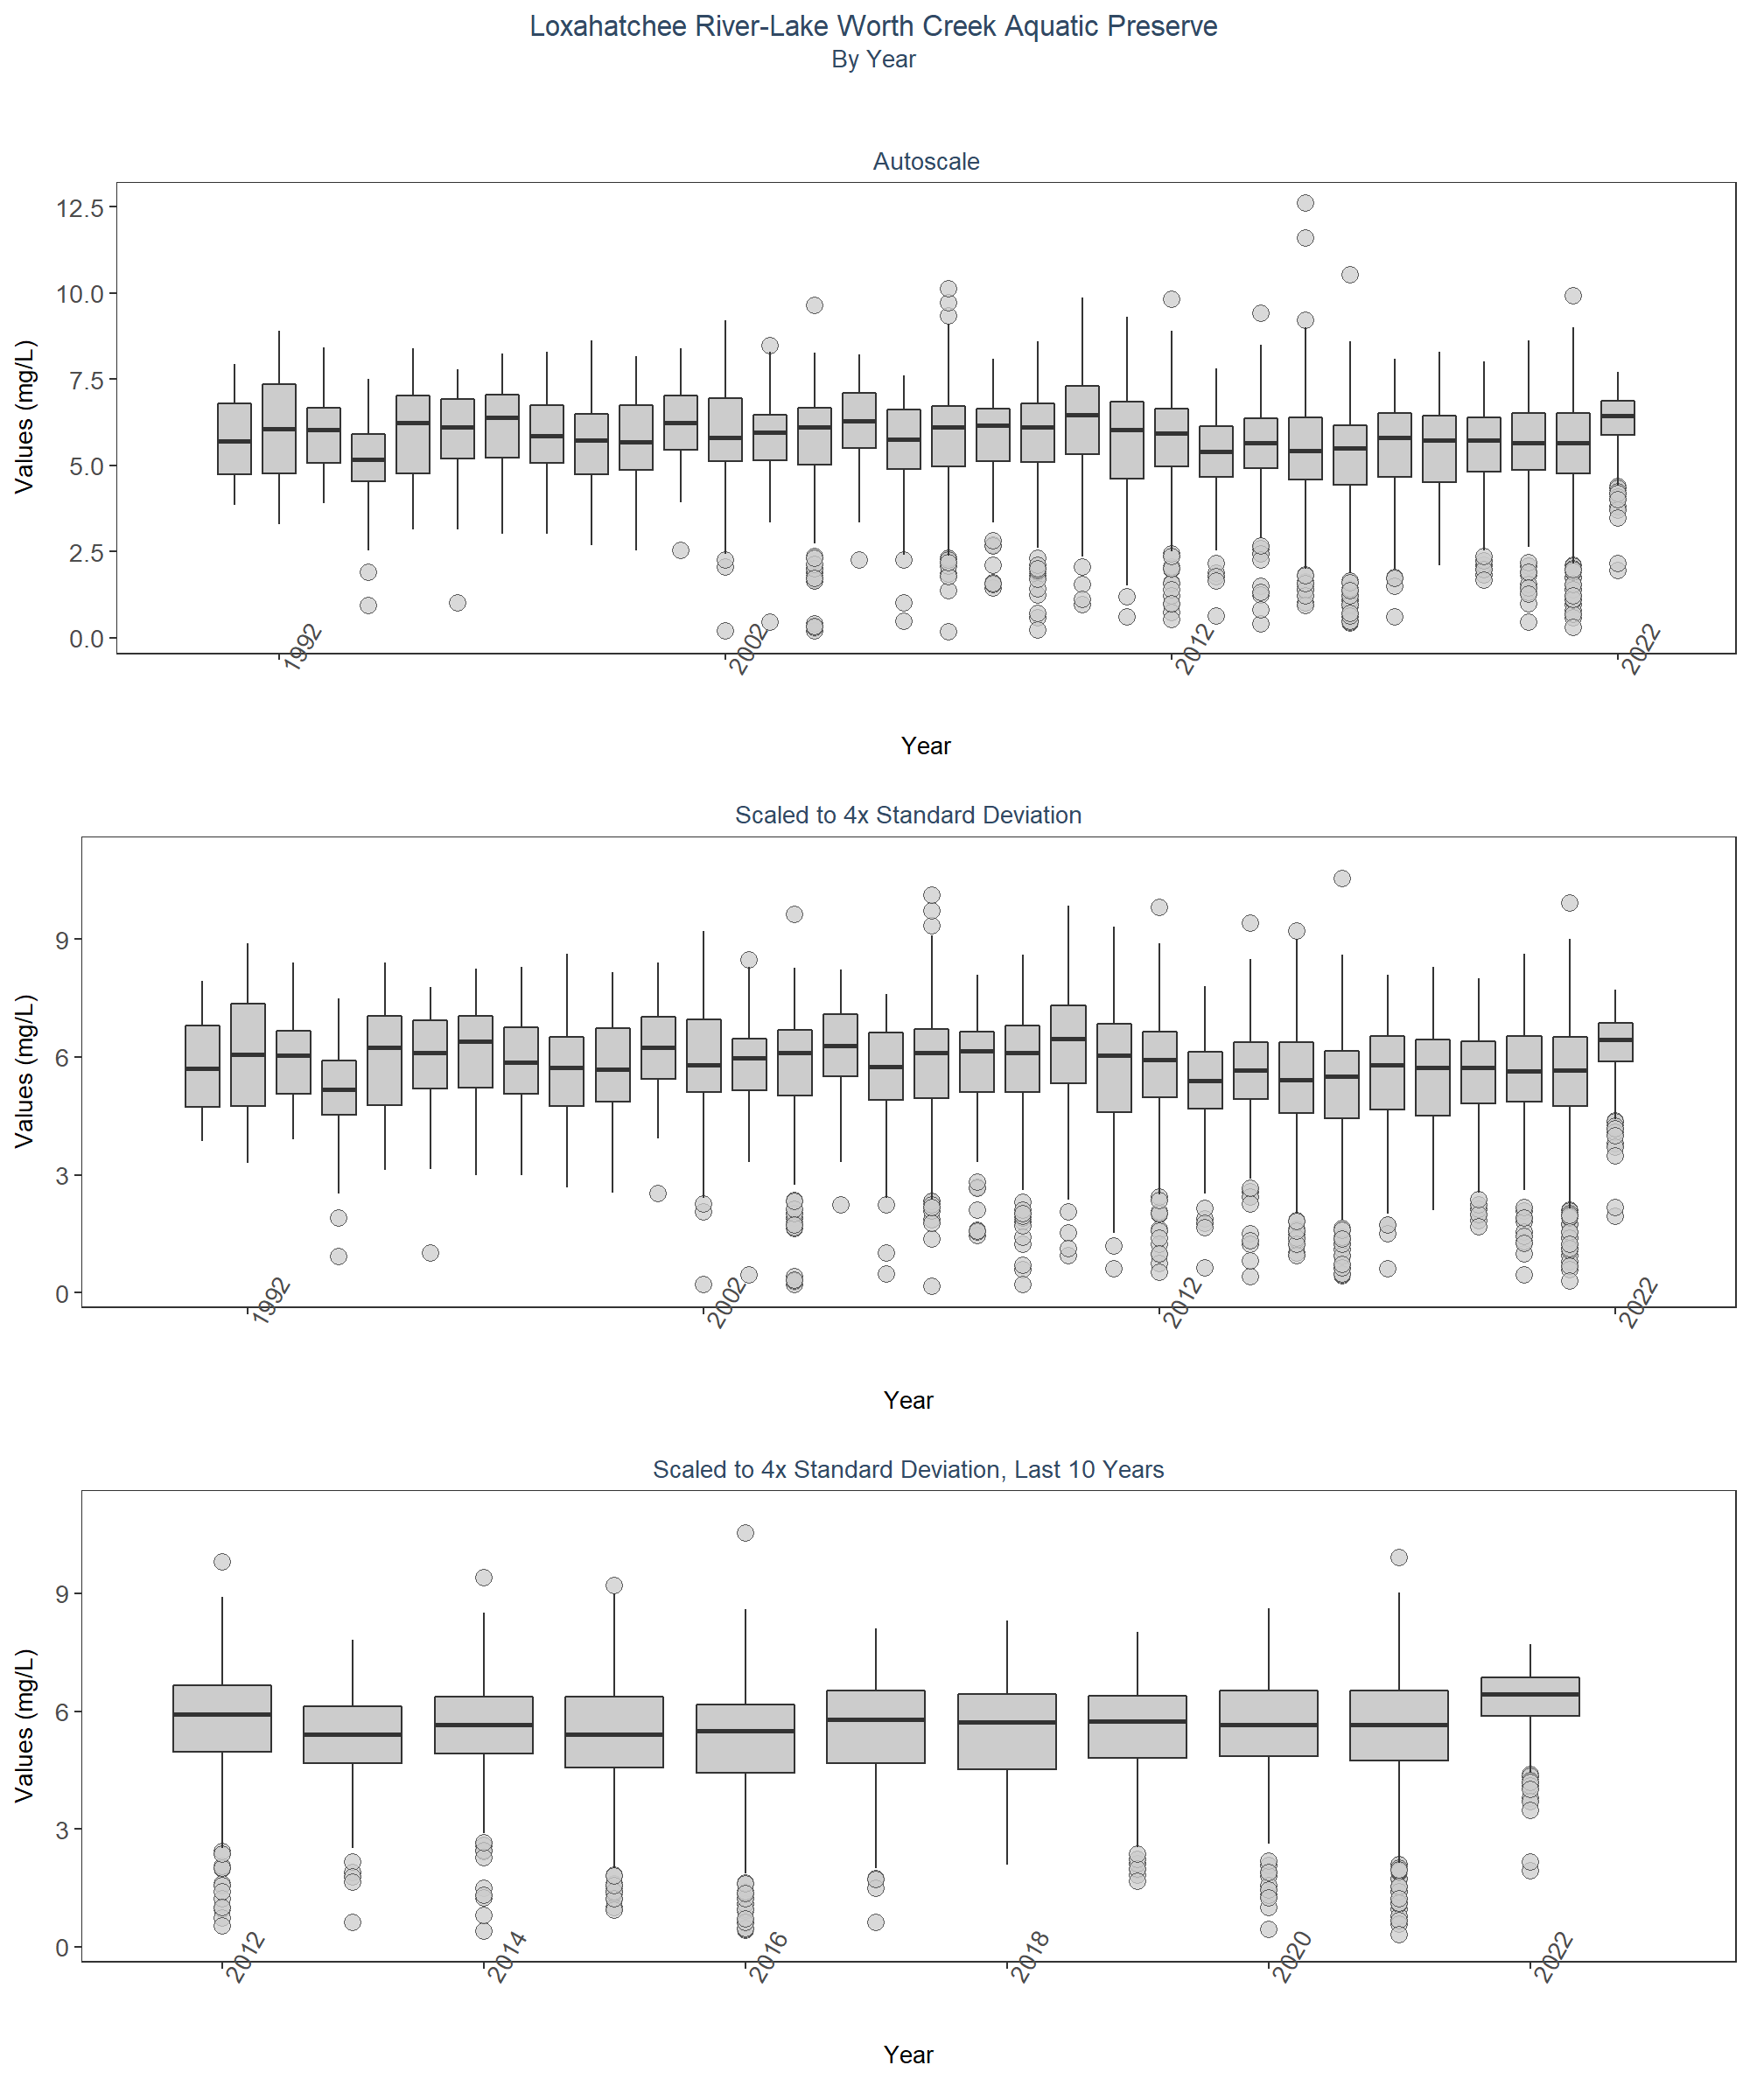 Loxahatchee River-Lake Worth Creek Aquatic Preserve
By Year
Autoscale
Values (mg/L)
12.5
10.0
7.5
5.0
2.5
0.0
1992
2002
2012
2022
Year
Scaled to 4x Standard Deviation
Values (mg/L)
9
6
3
0
1992
2002
2012
2022
Year
Scaled to 4x Standard Deviation, Last 10 Years
Values (mg/L)
9
6
3
0
2012
2014
2016
2018
2020
2022
Year